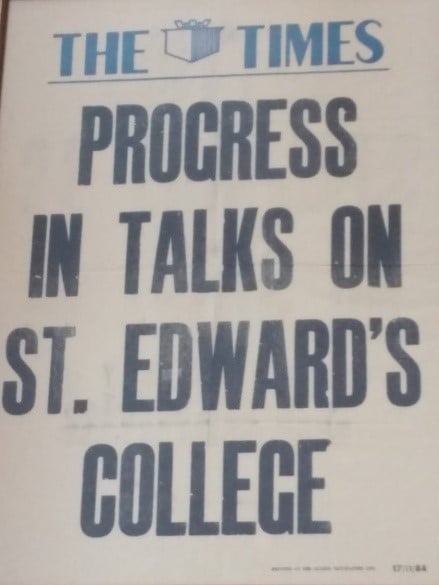 THE TIMES
PROGRESS
IN TALKS ON
ST. EDWARD'S
COLLEGE